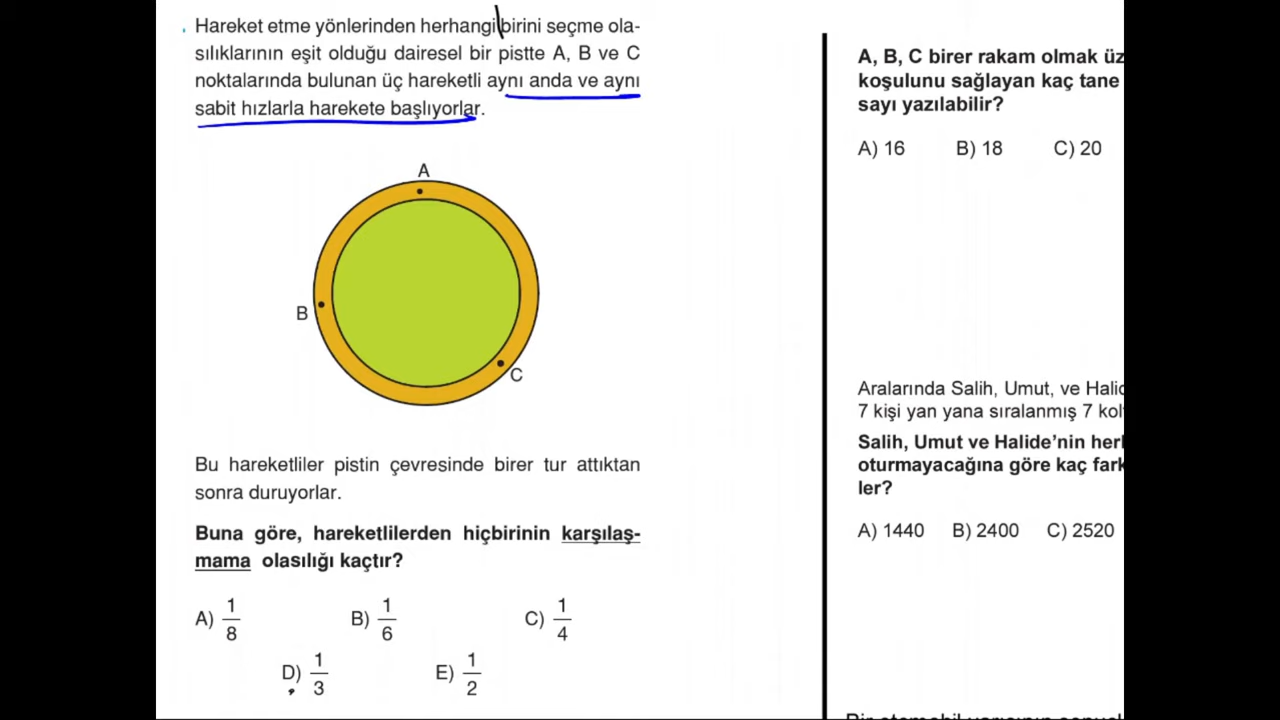 Hareket etme yönlerinden herhangi birini seçme ola-
sılıklarının eşit olduğu dairesel bir pistte A, B ve C
noktalarında bulunan üç hareketli aynı anda ve aynı
sabit hızlarla harekete başlıyorlar.
A
B
C
Bu hareketliler pistin çevresinde birer tur attıktan
sonra duruyorlar.
Buna göre, hareketlilerden hiçbirinin karşılaş-
mama olasılığı kaçtır?
A) 1/8 B) 1/6 C) 1/4
D) 1/3 E) 1/2
A, B, C birer rakam olmak üz
koşulunu sağlayan kaç tane
sayı yazılabilir?
A) 16 B) 18 C) 20
Aralarında Salih, Umut, ve Halid
7 kişi yan yana sıralanmış 7 kol
Salih, Umut ve Halide'nin her
oturmayacağına göre kaç fark
ler?
A) 1440 B) 2400 C) 2520